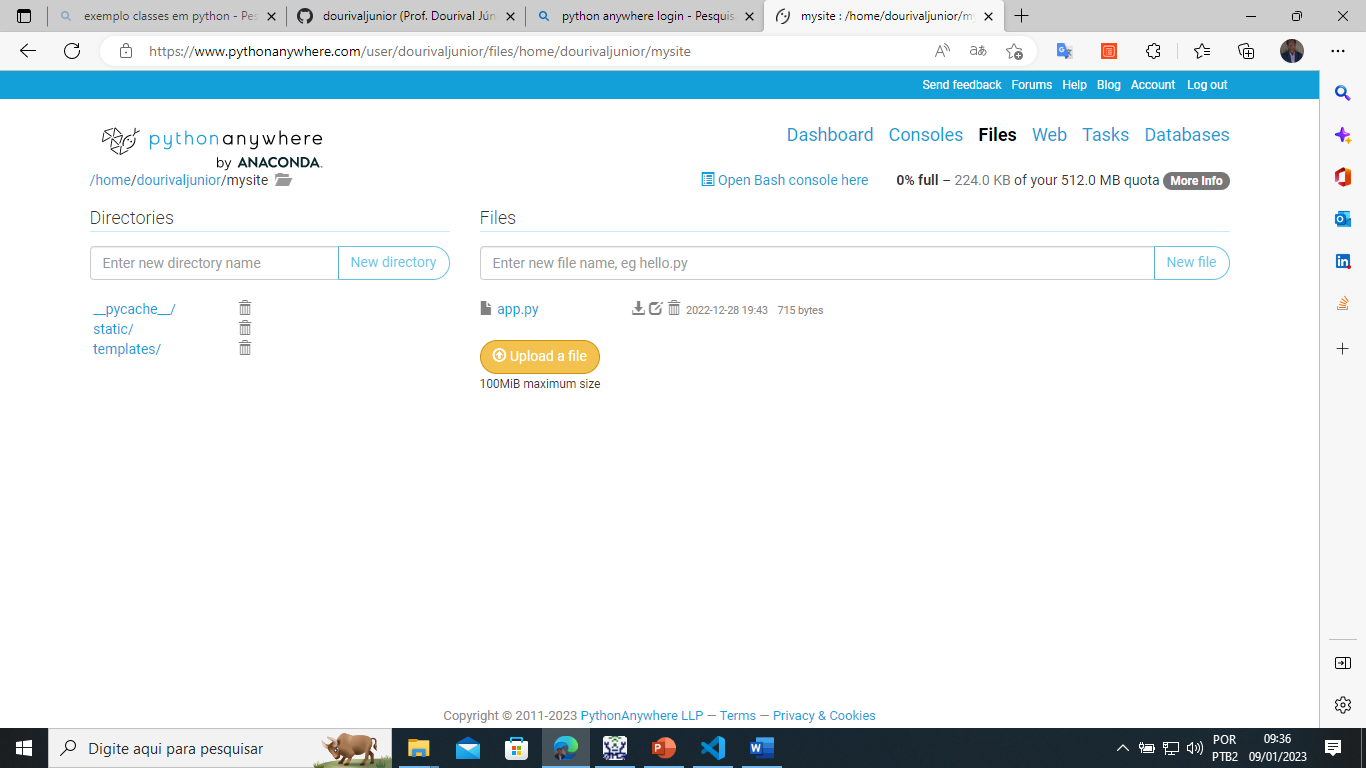 exemplo classes em python - Pes
dourivaljunior (Prof. Dourival Jún
python anywhere login - Pesquis
mysite : /home/dourivaljunior/m
https://www.pythonanywhere.com/user/dourivaljunior/files/home/dourivaljunior/mysite
Send feedback Forums Help Blog Account Log out
pythonanywhere
by ANACONDA.
Dashboard Consoles Files Web Tasks Databases
/home/dourivaljunior/mysite
Open Bash console here
0% full – 224.0 KB of your 512.0 MB quota More Info
Directories
Files
Enter new directory name New directory
Enter new file name, eg hello.py New file
__pycache__/
static/
templates/
app.py 2022-12-28 19:43 715 bytes
Upload a file
100MiB maximum size
Copyright © 2011-2023 PythonAnywhere LLP — Terms — Privacy & Cookies
Digite aqui para pesquisar
POR
PTB2
09:36
09/01/2023